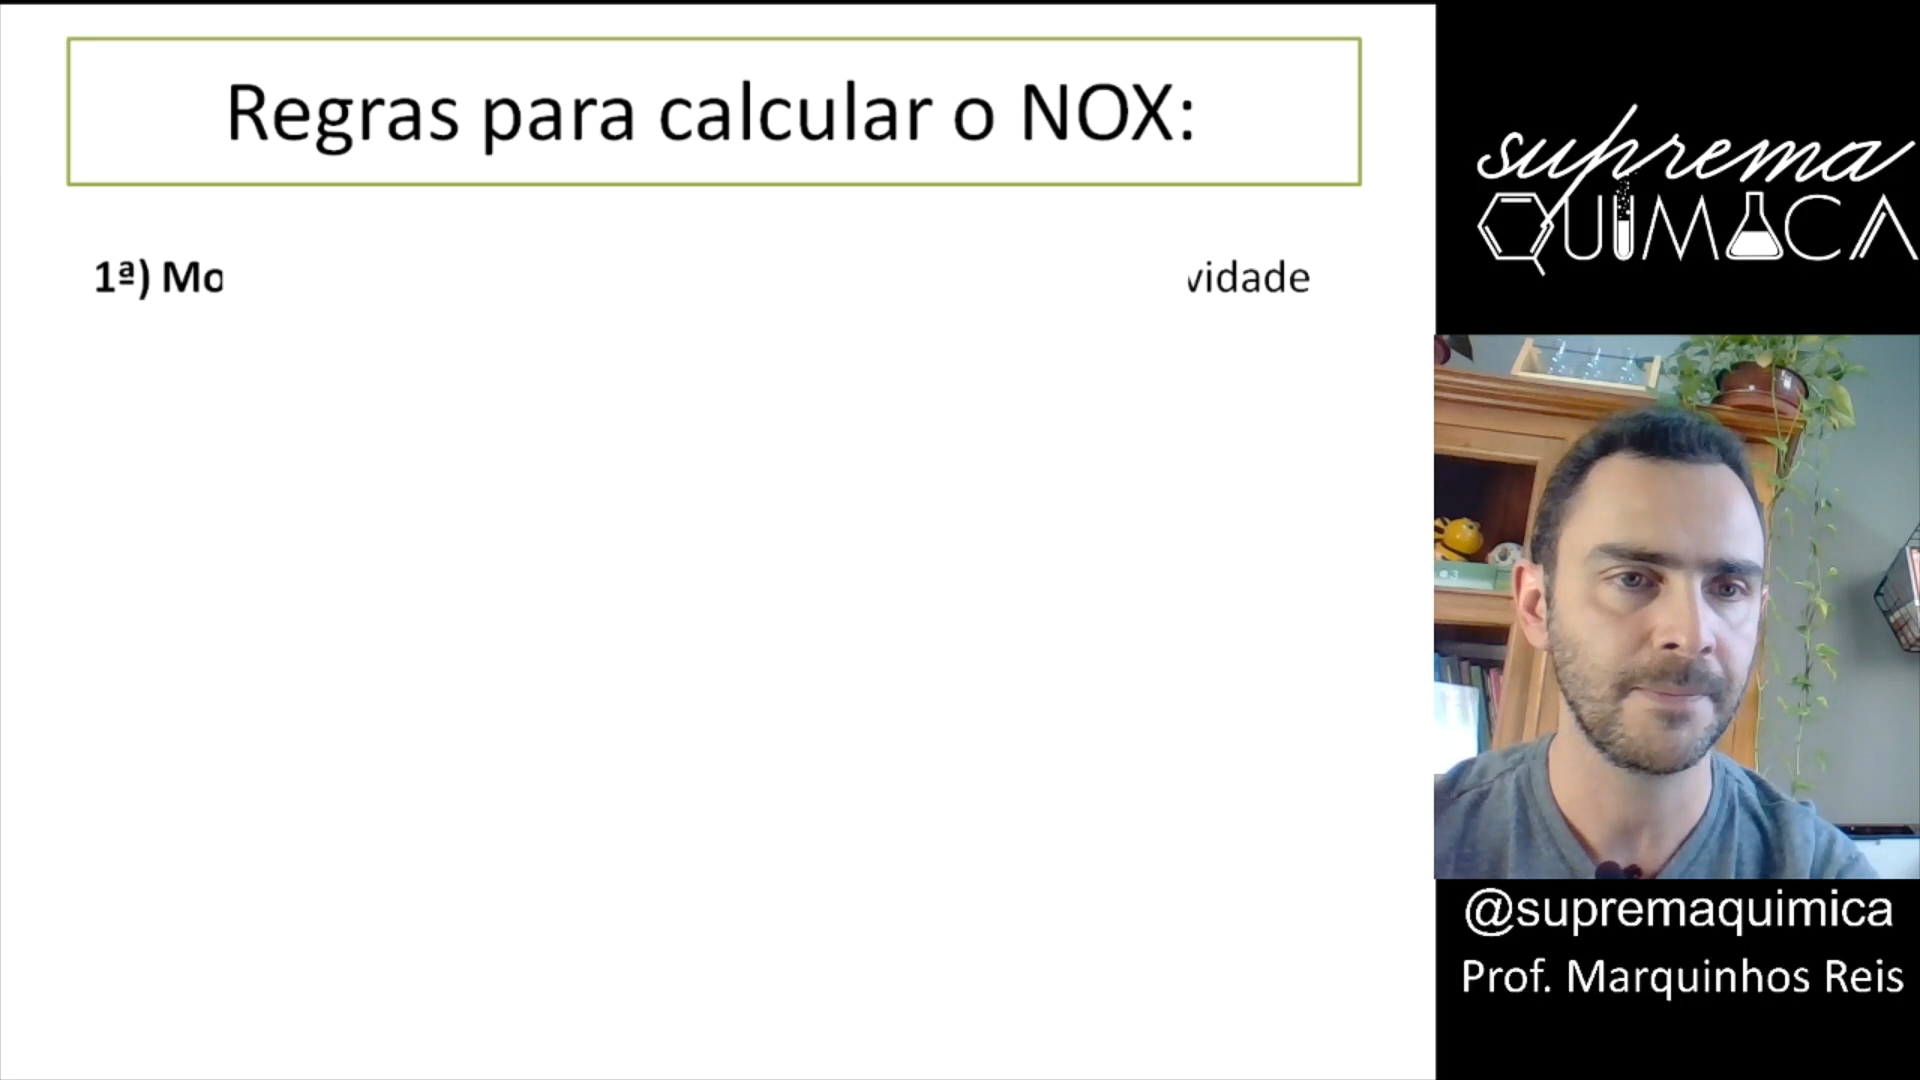 Regras para calcular o NOX:
1ª) Mo vidade
suprema
QUIMICA
@supremaquimica
Prof. Marquinhos Reis